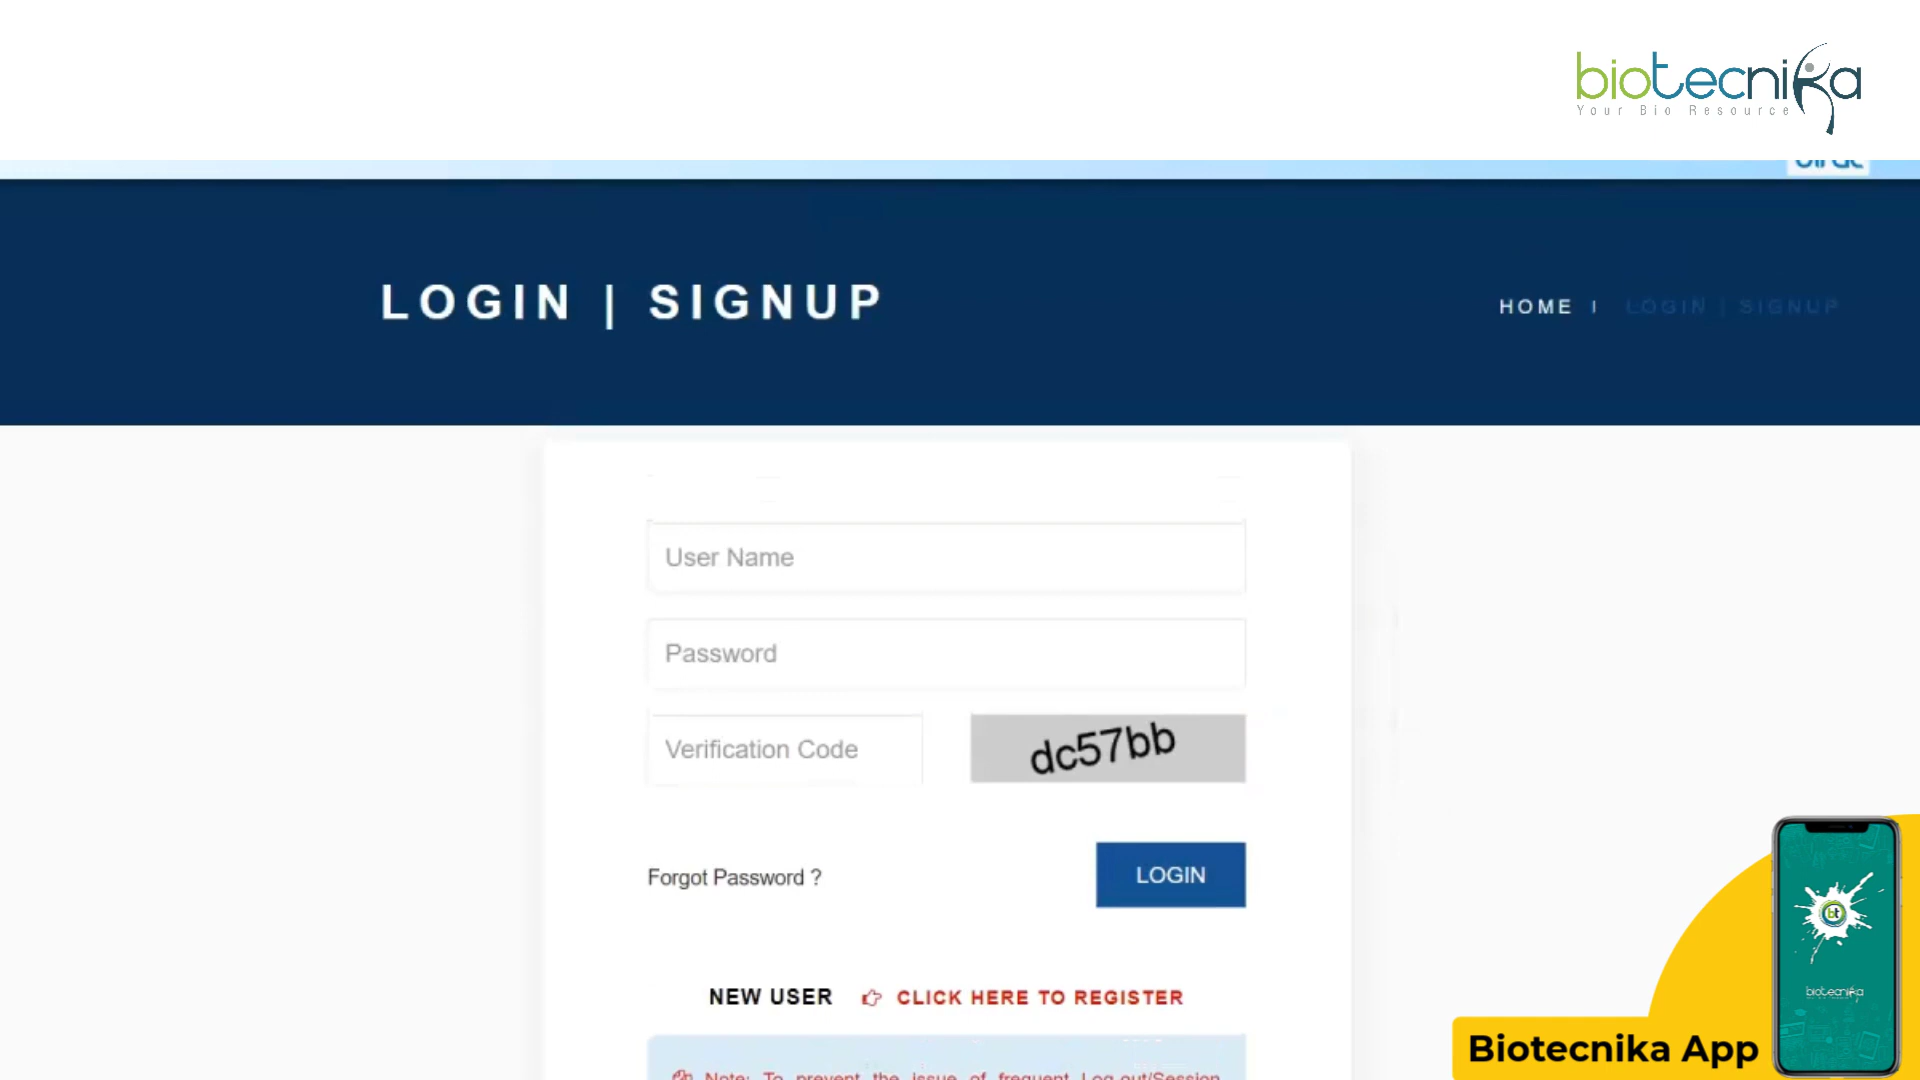 biotecnika
Your Bio Resource
LOGIN | SIGNUP
HOME | LOGIN | SIGNUP
User Name
Password
Verification Code
dc57bb
Forgot Password ?
LOGIN
NEW USER CLICK HERE TO REGISTER
Note: To prevent the issue of frequent Log-out/Session
bt
biotecnika
Biotecnika App